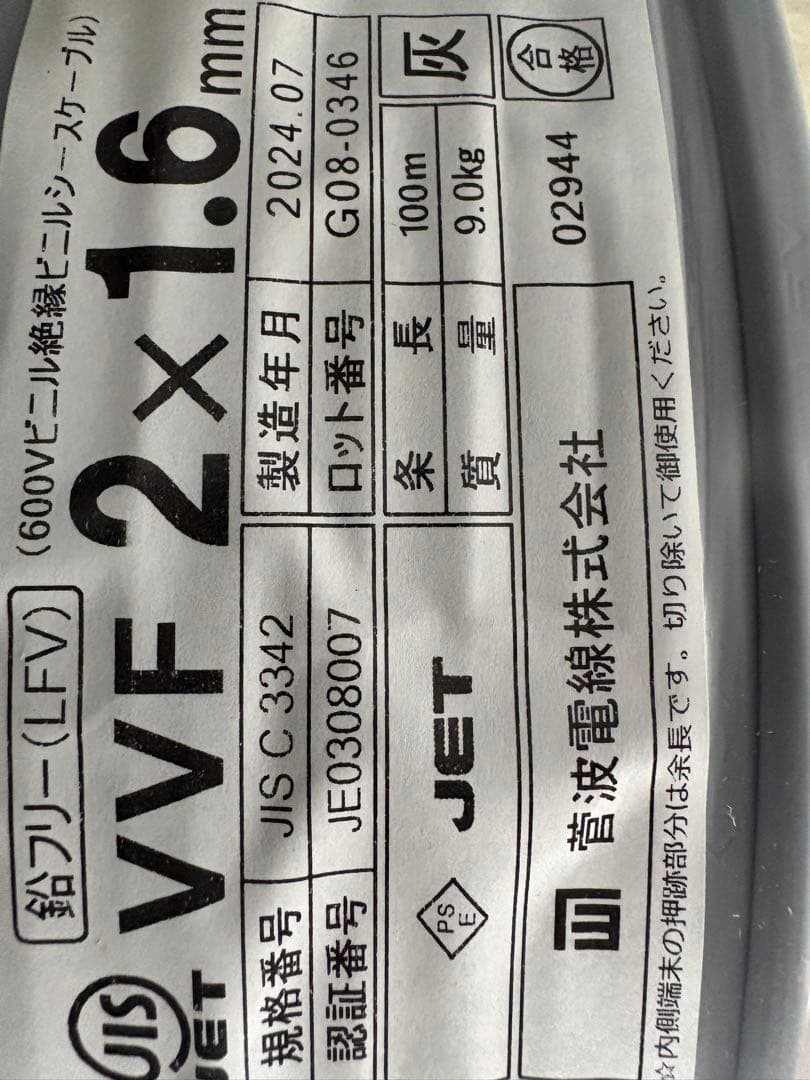 鉛フリー(LFV)
(600Vビニル絶縁ビニルシースケーブル)
JIS
JET
VVF 2×1.6mm
規格番号 JIS C 3342
製造年月 2024.07
認証番号 JE0308007
ロット番号 G08-0346
PS
E
JET
条長 100m
灰
質量 9.0kg
合格
菅波電線株式会社
02944
☆内側端末の押跡部分は余長です。切り除いて御使用ください。